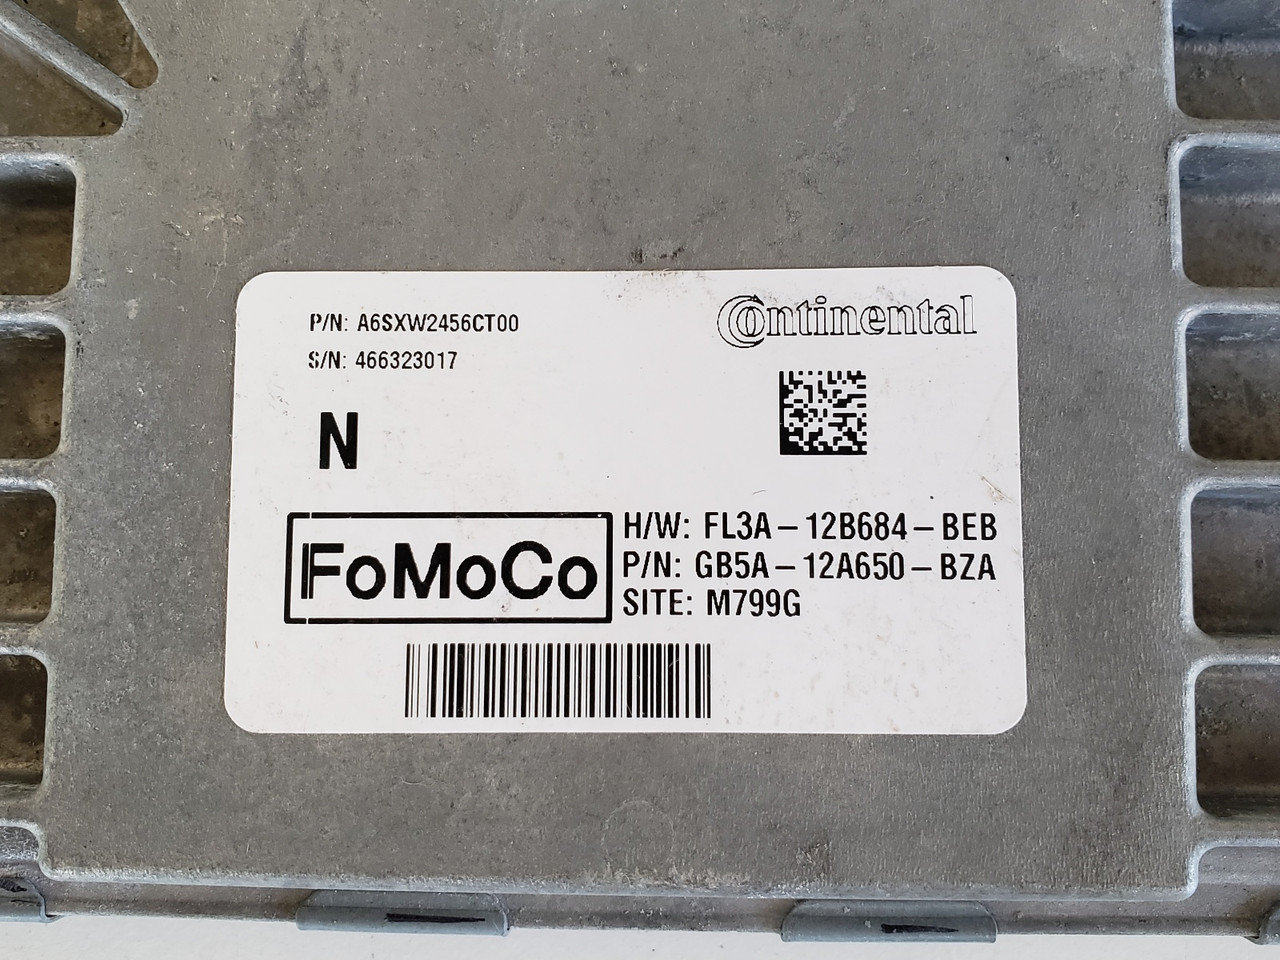 P/N: A6SXW2456CT00
Continental
S/N: 466323017
N
FoMoCo
H/W: FL3A-12B684-BEB
P/N: GB5A-12A650-BZA
SITE: M799G